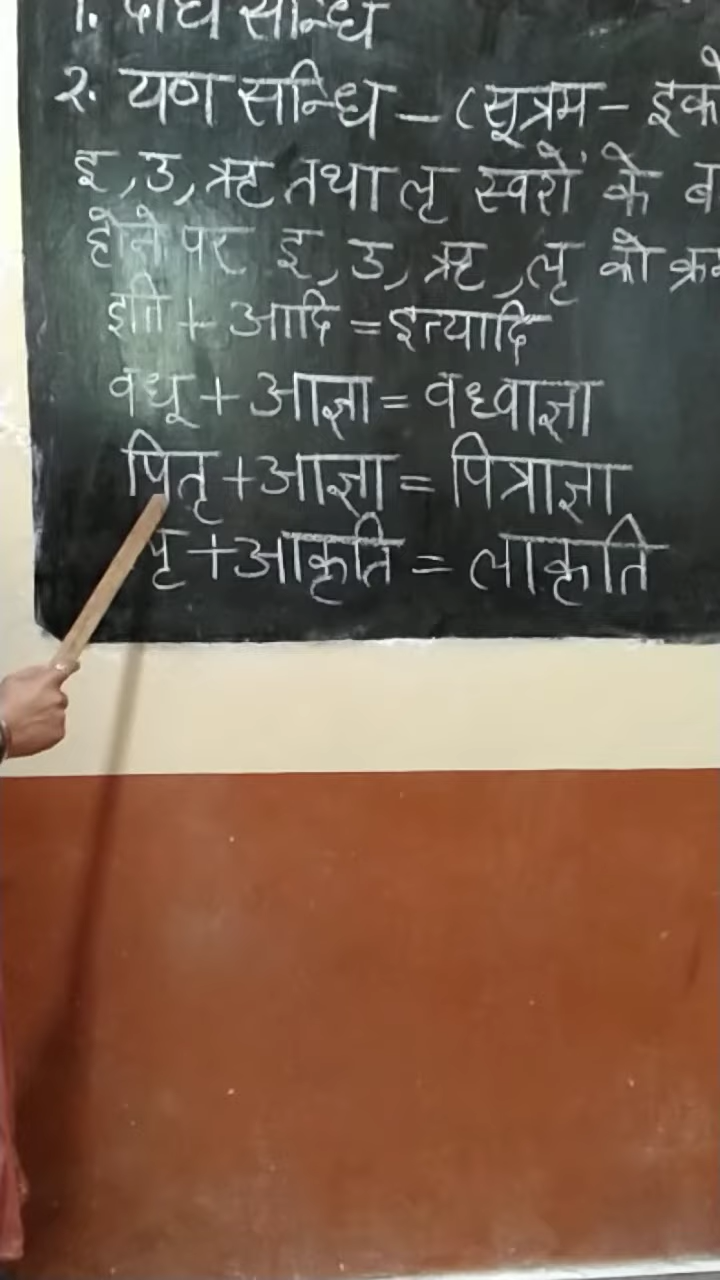 1. दीर्घ सन्धि
२. यण सन्धि – (सूत्रम – इको
इ, उ, ऋ तथा लृ स्वरों के ब
होने पर इ, उ, ऋ, लृ को क्र
इति + आदि = इत्यादि
वधू + आज्ञा = वध्वाज्ञा
पितृ + आज्ञा = पित्राज्ञा
लृ + आकृति = लाकृति